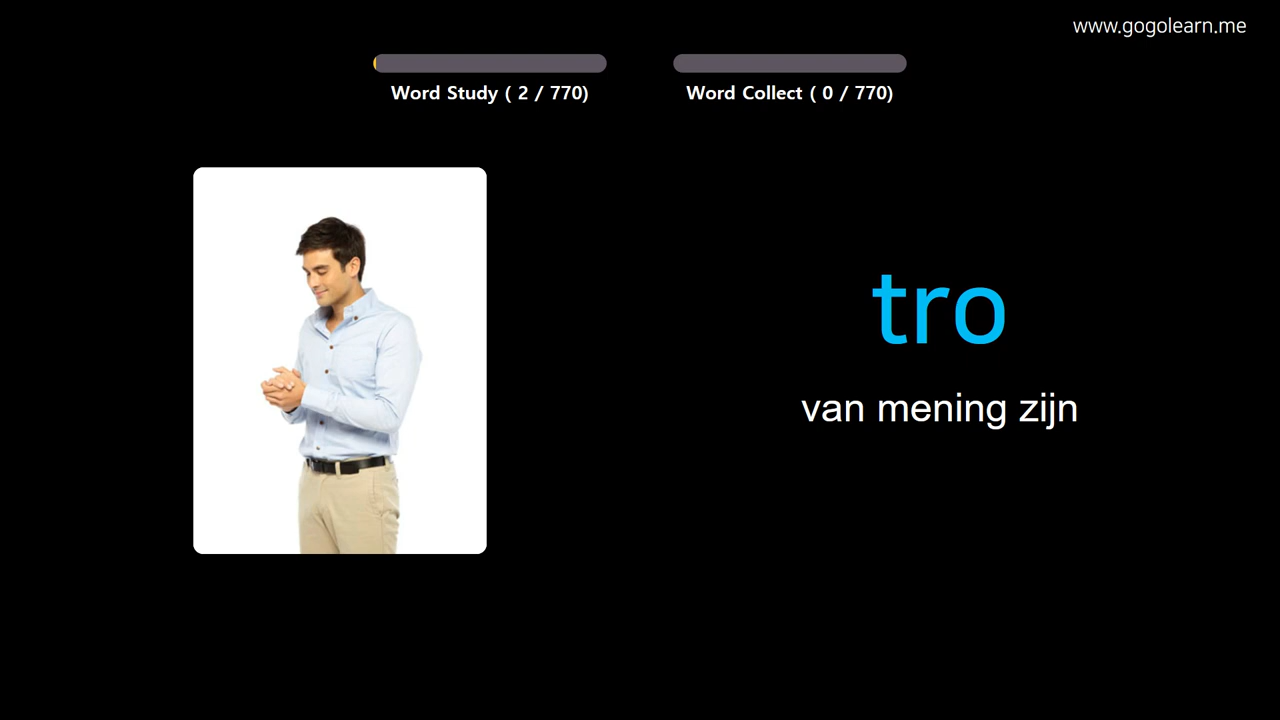 www.gogolearn.me
Word Study ( 2 / 770)
Word Collect ( 0 / 770)
tro
van mening zijn